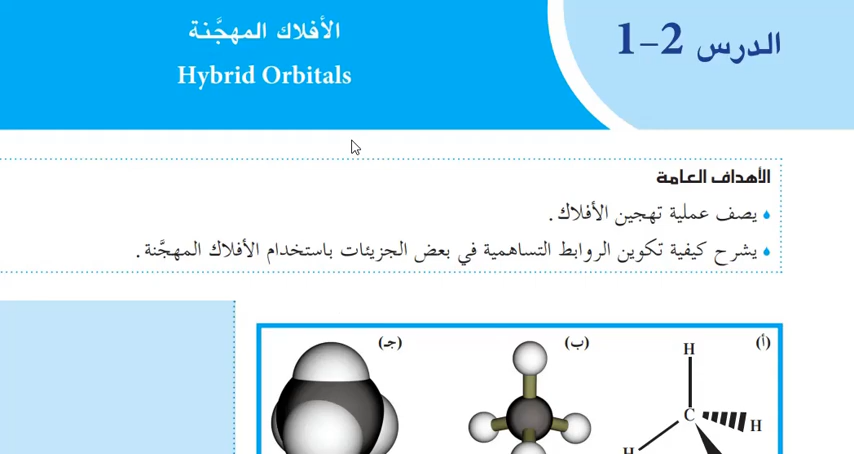 الدرس 2-1
الأفلاك المهجَّنة
Hybrid Orbitals
الأهداف العامة
يصف عملية تهجين الأفلاك.
يشرح كيفية تكوين الروابط التساهمية في بعض الجزيئات باستخدام الأفلاك المهجَّنة.
(أ)
(ب)
(جـ)
H
C
H
H